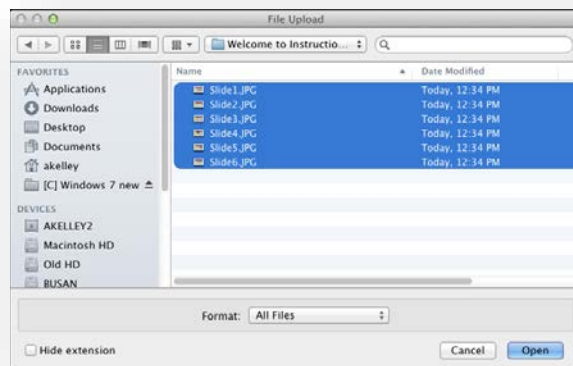 File Upload
Welcome to Instructio...
FAVORITES
Applications
Downloads
Desktop
Documents
akelley
[C] Windows 7 new
DEVICES
AKELLEY2
Macintosh HD
Old HD
BUSAN
Name Date Modified
Slide1.JPG Today, 12:34 PM
Slide2.JPG Today, 12:34 PM
Slide3.JPG Today, 12:34 PM
Slide4.JPG Today, 12:34 PM
Slide5.JPG Today, 12:34 PM
Slide6.JPG Today, 12:34 PM
Format: All Files
Hide extension Cancel Open